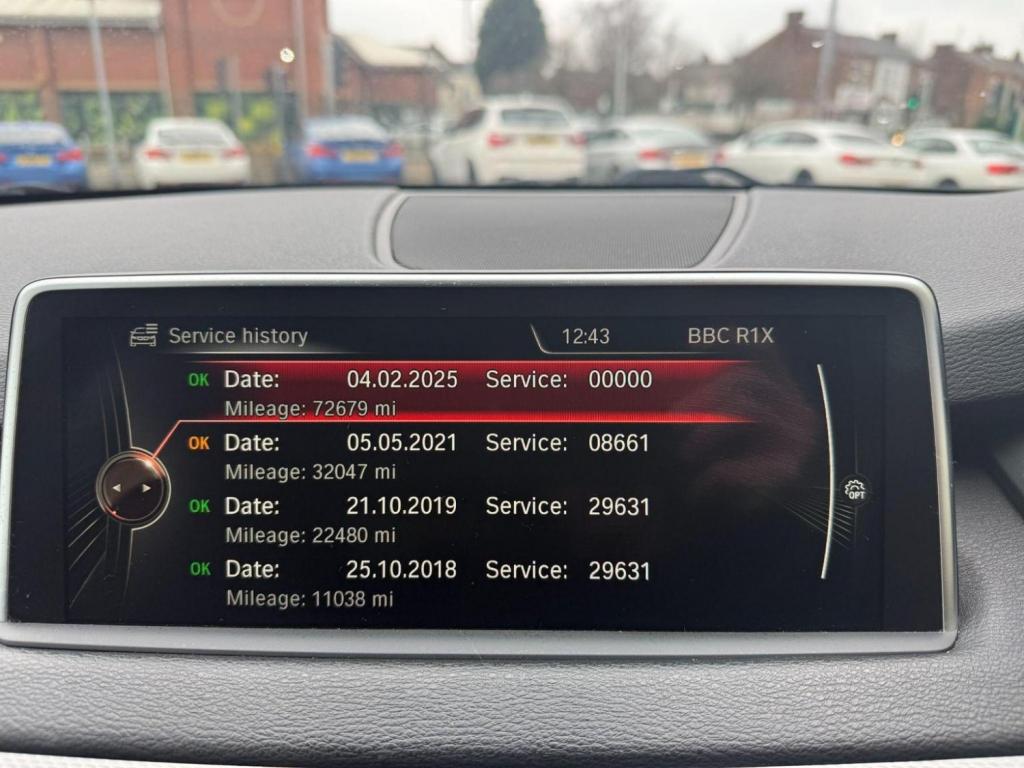 Service history 12:43 BBC R1X
OK Date: 04.02.2025 Service: 00000
Mileage: 72679 mi
OK Date: 05.05.2021 Service: 08661
Mileage: 32047 mi
OK Date: 21.10.2019 Service: 29631
Mileage: 22480 mi
OPT
OK Date: 25.10.2018 Service: 29631
Mileage: 11038 mi